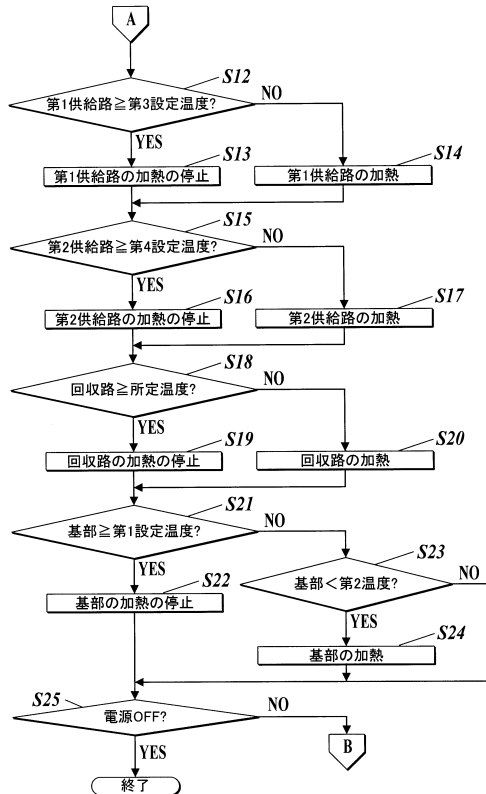 A
S12
第1供給路≧第3設定温度?
NO
YES
S13
S14
第1供給路の加熱の停止
第1供給路の加熱
S15
第2供給路≧第4設定温度?
NO
YES
S16
S17
第2供給路の加熱の停止
第2供給路の加熱
S18
回収路≧所定温度?
NO
YES
S19
S20
回収路の加熱の停止
回収路の加熱
S21
基部≧第1設定温度?
NO
S23
YES
S22
基部<第2温度?
NO
基部の加熱の停止
YES
S24
基部の加熱
S25
電源OFF?
NO
YES
B
終了